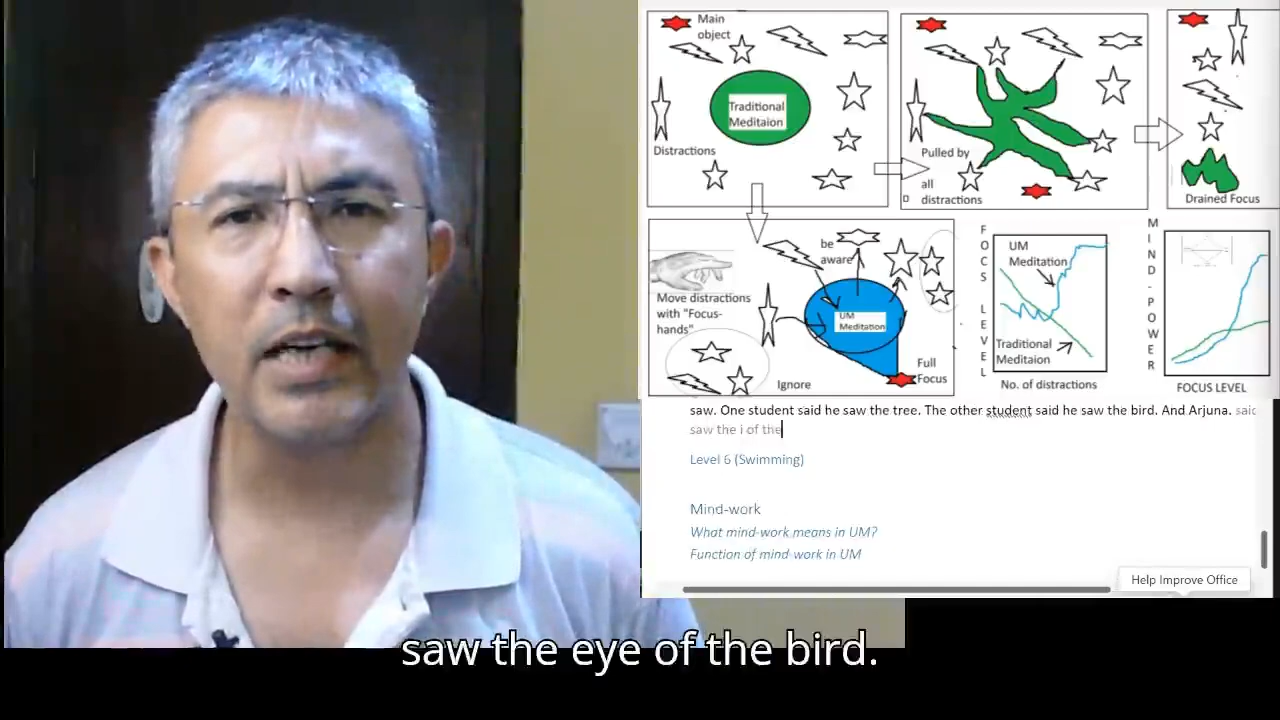 Main
object
Traditional
Meditaion
Distractions
Pulled by
all
distractions
Drained Focus
be
aware
Move distractions
with "Focus-
hands"
UM
Meditation
Ignore
Full
Focus
FOCS LEVEL
UM
Meditation
Traditional
Meditaion
No. of distractions
MIND-POWER
FOCUS LEVEL
saw. One student said he saw the tree. The other student said he saw the bird. And Arjuna. said
saw the i of the
Level 6 (Swimming)
Mind-work
What mind-work means in UM?
Function of mind work in UM
Help Improve Office
saw the eye of the bird.